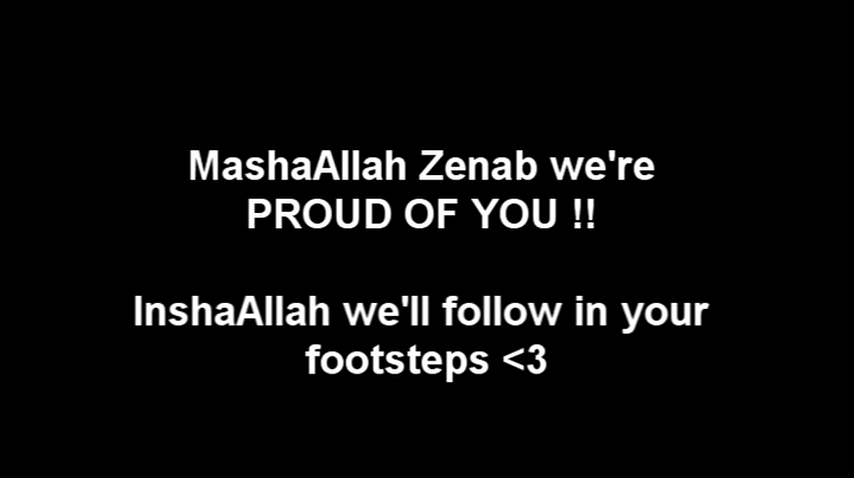 MashaAllah Zenab we're
PROUD OF YOU !!
InshaAllah we'll follow in your
footsteps <3